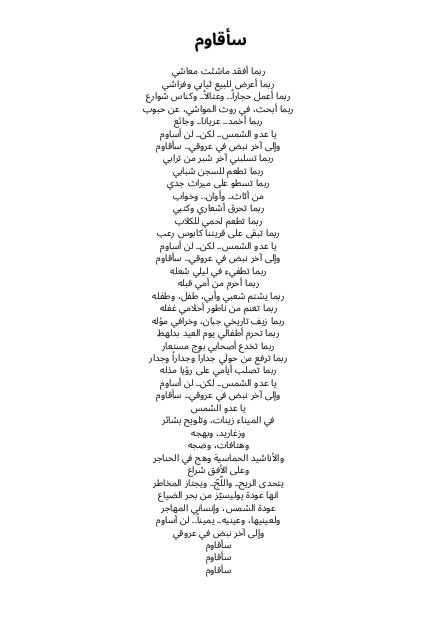 سأقاوم
ربما أفقد ماشئت معاشي
ربما أعرض للبيع ثيابي وفراشي
ربما أعمل حجاراً.. وعتالاً.. وكناس شوارع
ربما أبحث، في روث المواشي، عن حبوب
ربما أخمد.. عريانا.. وجائع
يا عدو الشمس.. لكن.. لن أساوم
وإلى آخر نبض في عروقي.. سأقاوم
ربما تسلبني آخر شبر من ترابي
ربما تطعم للسجن شبابي
ربما تسطو على ميراث جدي
من أثاث.. وأوان.. وخواب
ربما تحرق أشعاري وكتبي
ربما تطعم لحمي للكلاب
ربما تبقى على قريتنا كابوس رعب
يا عدو الشمس.. لكن.. لن أساوم
وإلى آخر نبض في عروقي.. سأقاوم
ربما تطفيء في ليلي شعله
ربما أحرم من أمي قبله
ربما يشتم شعبي وأبي، طفل، وطفله
ربما تغنم من ناطور أحلامي غفله
ربما زيف تاريخي جبان، وخرافي مؤله
ربما تحرم أطفالي يوم العيد بدلهط
ربما تخدع أصحابي بوج مستعار
ربما ترفع من حولي جداراً وجداراً وجدار
ربما تصلب أيامي على رؤيا مذله
يا عدو الشمس.. لكن.. لن أساوم
وإلى آخر نبض في عروقي.. سأقاوم
يا عدو الشمس
في الميناء زينات، وتلويح بشائر
وزغاريد، وبهجه
وهتافات، وضجه
والأناشيد الحماسية وهج في الحناجر
وعلى الأفق شراع
يتحدى الريح.. واللّجّ.. ويجتاز المخاطر
انها عودة يوليسيّز من بحر الضياع
عودة الشمس، وإنساني المهاجر
ولعينيها، وعينيه.. يميناً.. لن أساوم
وإلى آخر نبض في عروقي
سأقاوم
سأقاوم
سأقاوم